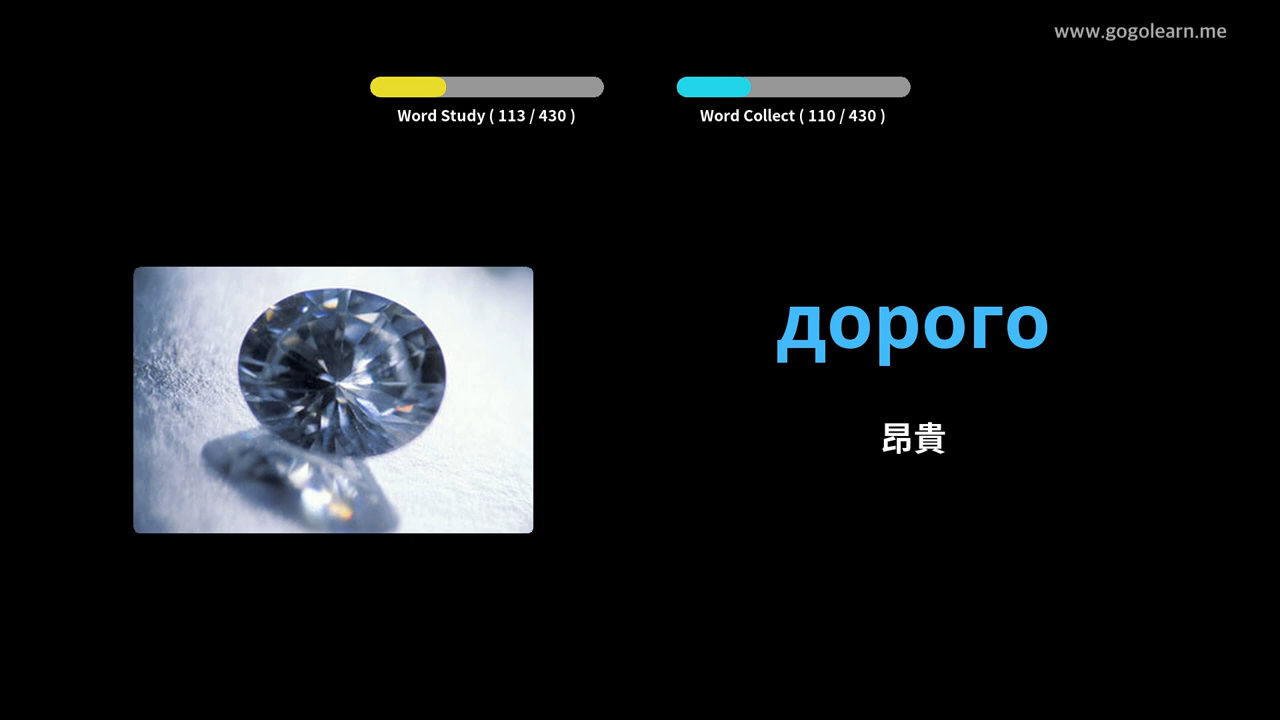 www.gogolearn.me
Word Study ( 113 / 430 )
Word Collect ( 110 / 430 )
дорого
昂貴